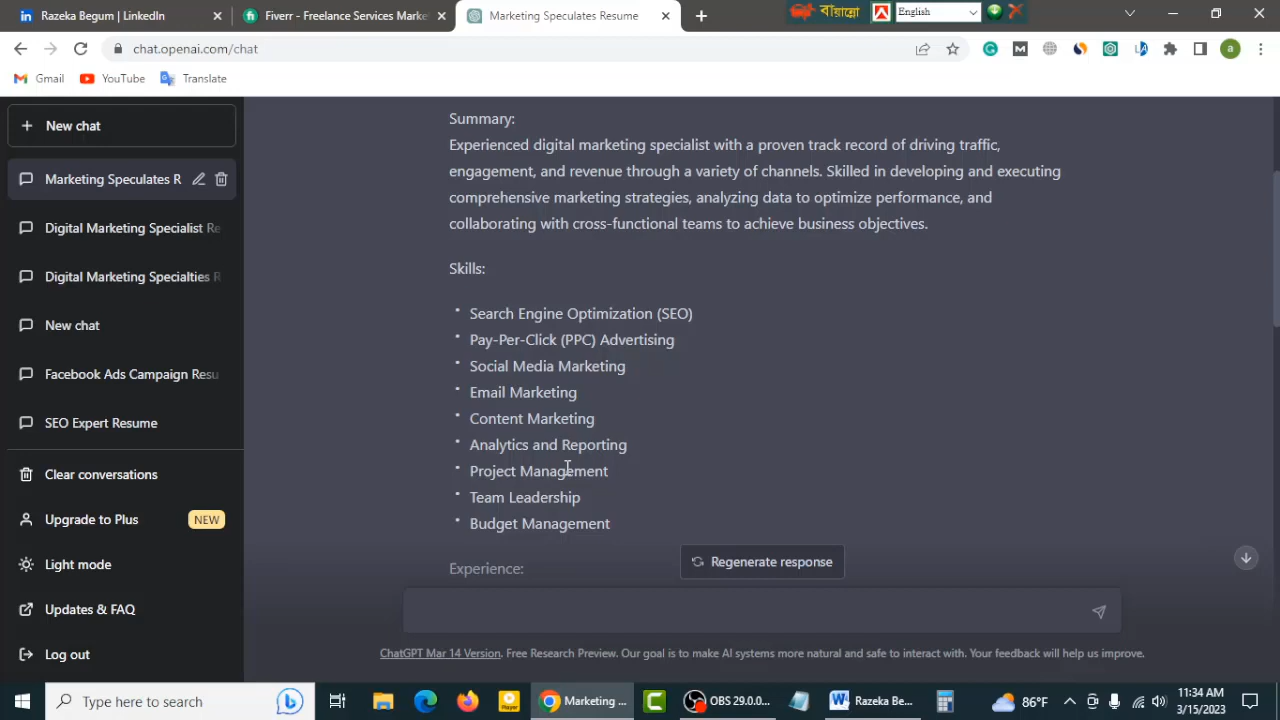 Razeka Begum | LinkedIn
Fiverr - Freelance Services Marke
Marketing Speculates Resume
বায়ান্নো
English
chat.openai.com/chat
a
Gmail
YouTube
Translate
New chat
Marketing Speculates R
Digital Marketing Specialist Re
Digital Marketing Specialties R
New chat
Facebook Ads Campaign Resu
SEO Expert Resume
Clear conversations
Upgrade to Plus
NEW
Light mode
Updates & FAQ
Log out
Summary:
Experienced digital marketing specialist with a proven track record of driving traffic,
engagement, and revenue through a variety of channels. Skilled in developing and executing
comprehensive marketing strategies, analyzing data to optimize performance, and
collaborating with cross-functional teams to achieve business objectives.
Skills:
Search Engine Optimization (SEO)
Pay-Per-Click (PPC) Advertising
Social Media Marketing
Email Marketing
Content Marketing
Analytics and Reporting
Project Management
Team Leadership
Budget Management
Experience:
Regenerate response
ChatGPT Mar 14 Version. Free Research Preview. Our goal is to make AI systems more natural and safe to interact with. Your feedback will help us improve.
Type here to search
Marketing ...
OBS 29.0.0...
Razeka Be...
86°F
11:34 AM
3/15/2023